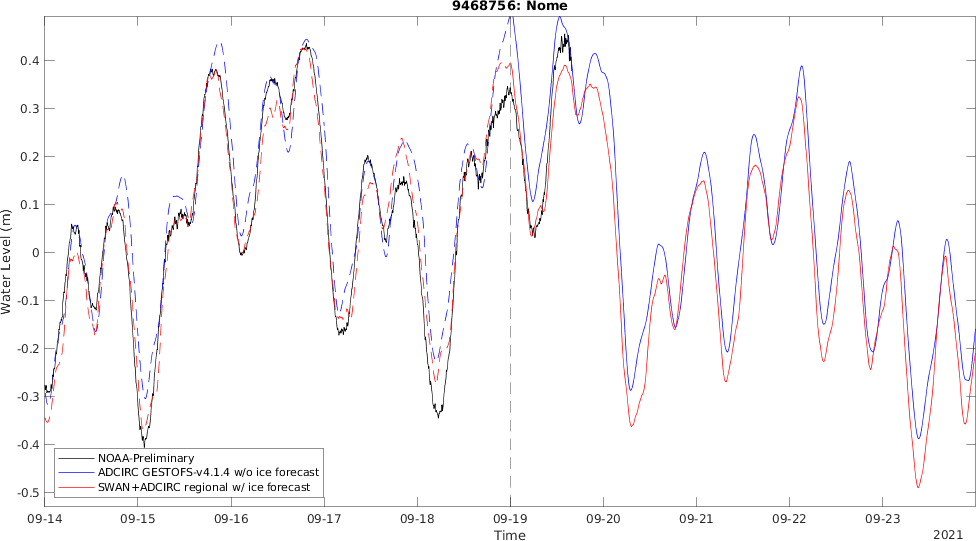 9468756: Nome
Water Level (m)
0.4
0.3
0.2
0.1
0
-0.1
-0.2
-0.3
-0.4
-0.5
NOAA-Preliminary
ADCIRC GESTOFS-v4.1.4 w/o ice forecast
SWAN+ADCIRC regional w/ ice forecast
09-14 09-15 09-16 09-17 09-18 09-19 09-20 09-21 09-22 09-23
Time
2021